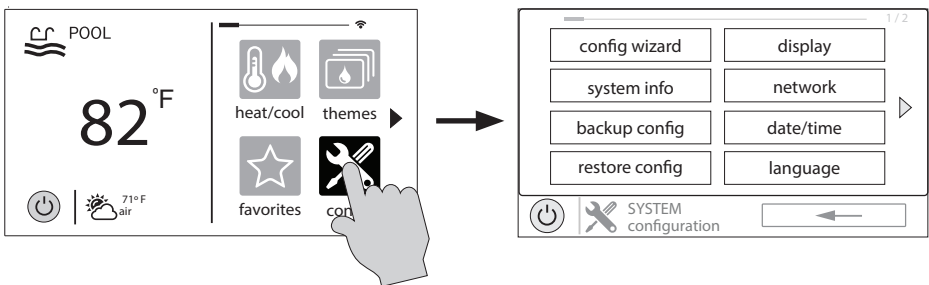 POOL
82°F
71° F
air
heat/cool
themes
favorites
con
1 / 2
config wizard
display
system info
network
backup config
date/time
restore config
language
SYSTEM
configuration